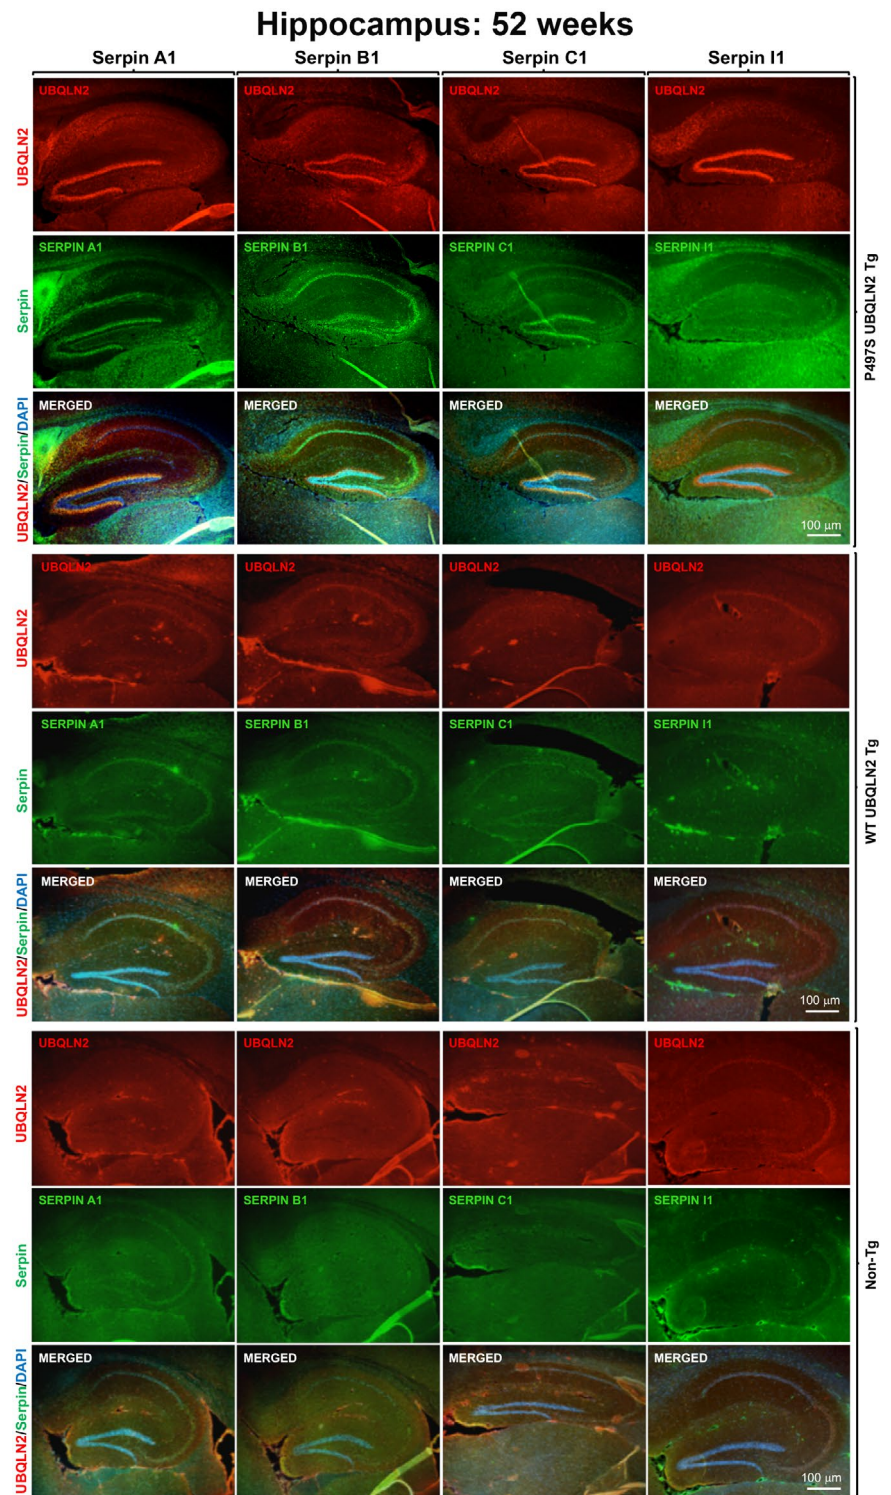 Hippocampus: 52 weeks
Serpin A1 Serpin B1 Serpin C1 Serpin I1
UBQLN2
UBQLN2 UBQLN2 UBQLN2 UBQLN2
Serpin
SERPIN A1 SERPIN B1 SERPIN C1 SERPIN I1
UBQLN2/Serpin/DAPI
MERGED MERGED MERGED MERGED
100 μm
P497S UBQLN2 Tg
UBQLN2
UBQLN2 UBQLN2 UBQLN2 UBQLN2
Serpin
SERPIN A1 SERPIN B1 SERPIN C1 SERPIN I1
UBQLN2/Serpin/DAPI
MERGED MERGED MERGED MERGED
100 μm
WT UBQLN2 Tg
UBQLN2
UBQLN2 UBQLN2 UBQLN2 UBQLN2
Serpin
SERPIN A1 SERPIN B1 SERPIN C1 SERPIN I1
UBQLN2/Serpin/DAPI
MERGED MERGED MERGED MERGED
100 μm
Non-Tg